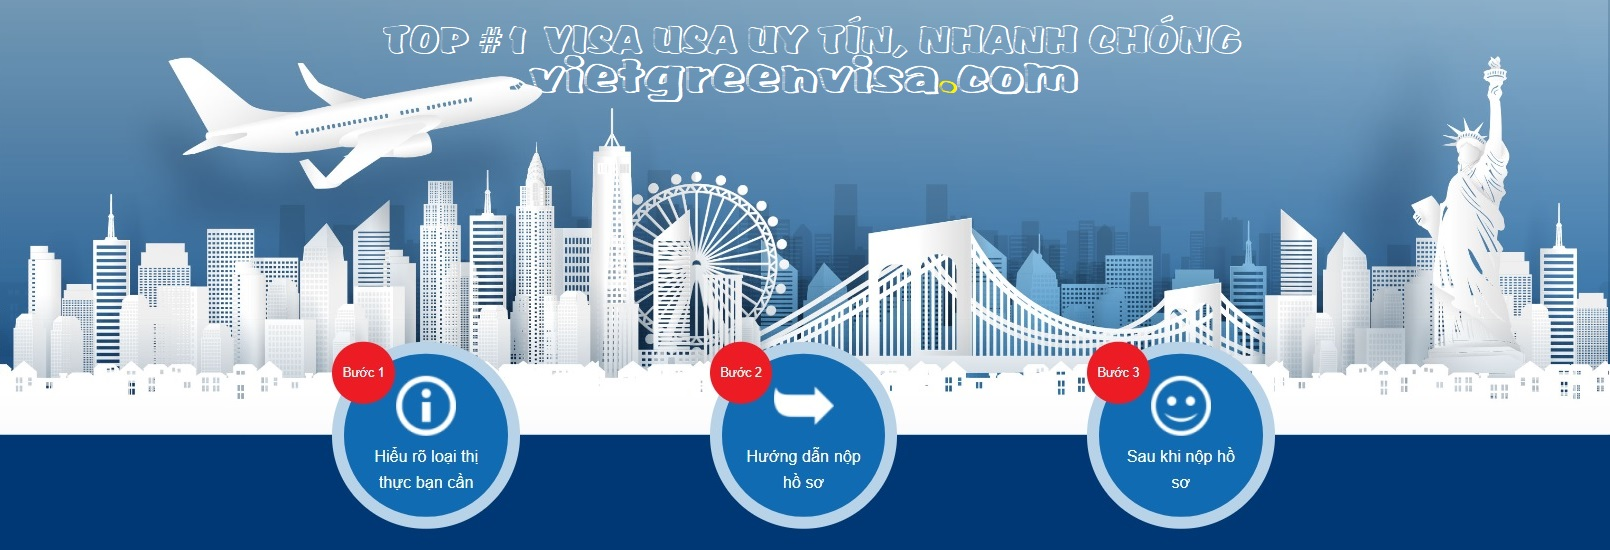 TOP #1 VISA USA UY TÍN, NHANH CHÓNG
vietgreenvisa.com
Bước 1
Hiểu rõ loại thị
thực bạn cần
Bước 2
Hướng dẫn nộp
hồ sơ
Bước 3
Sau khi nộp hồ
sơ